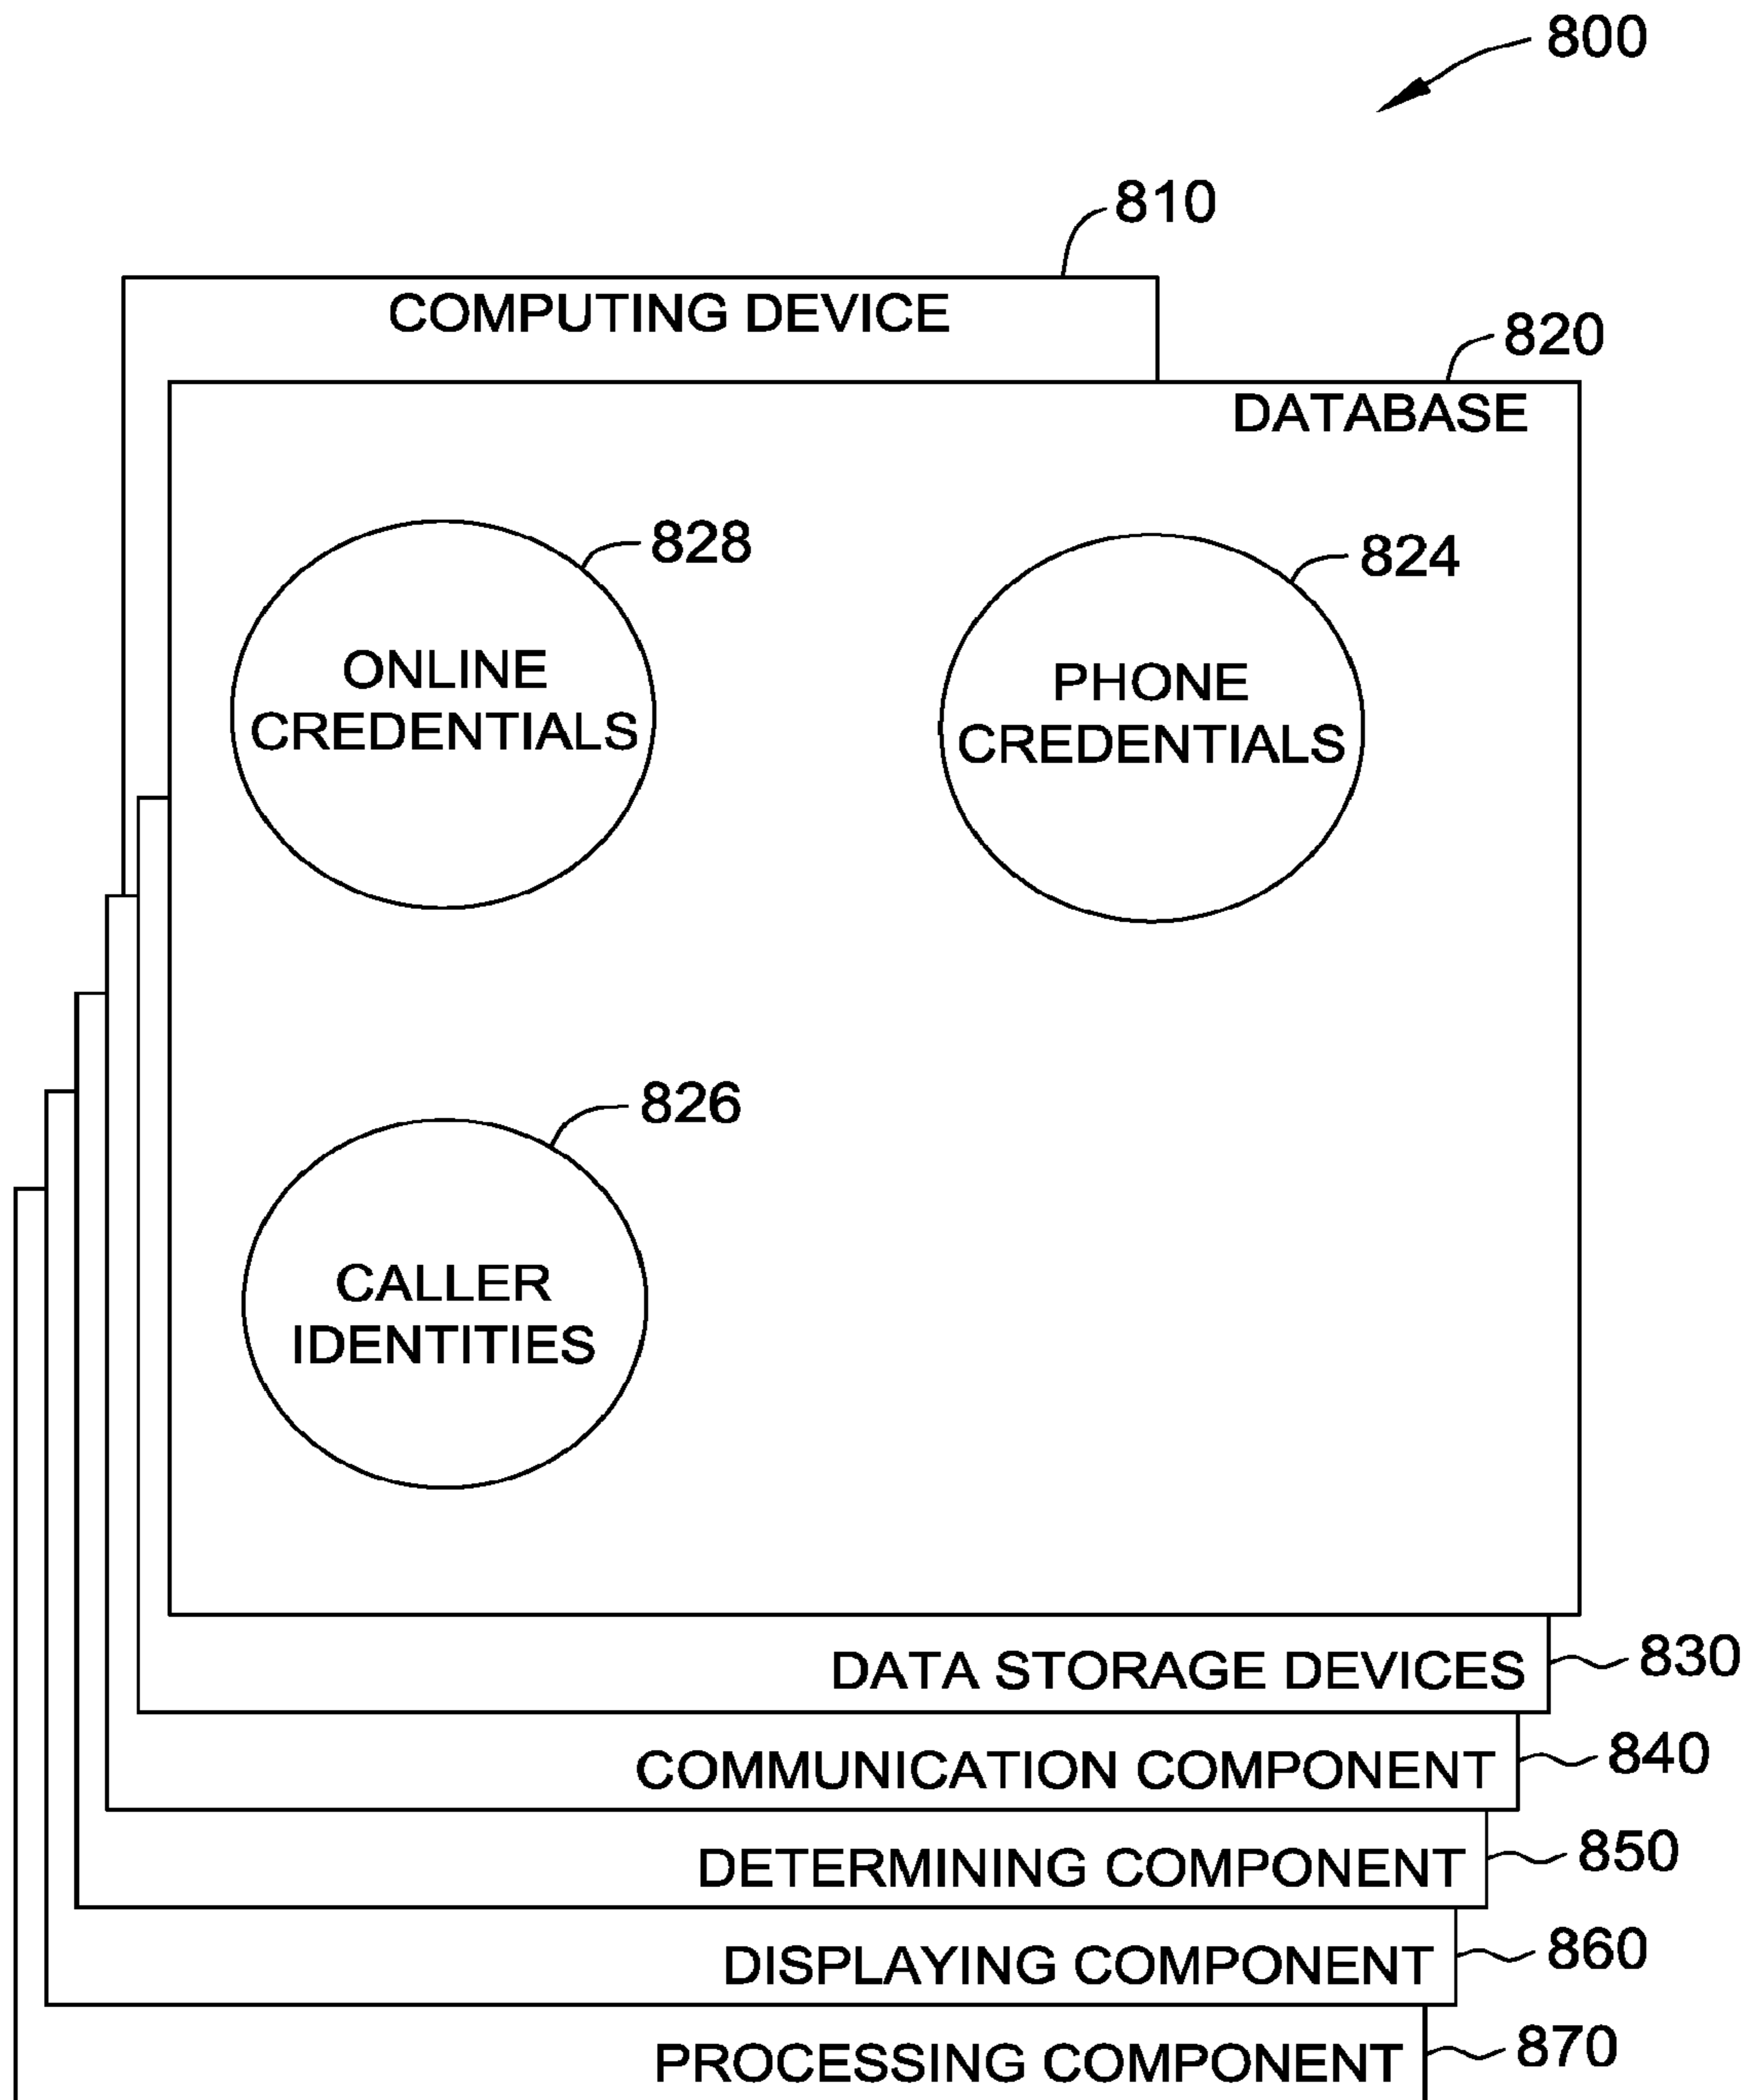 800
810
COMPUTING DEVICE
820
DATABASE
828
824
ONLINE
CREDENTIALS
PHONE
CREDENTIALS
826
CALLER
IDENTITIES
DATA STORAGE DEVICES
830
COMMUNICATION COMPONENT
840
DETERMINING COMPONENT
850
DISPLAYING COMPONENT
860
PROCESSING COMPONENT
870